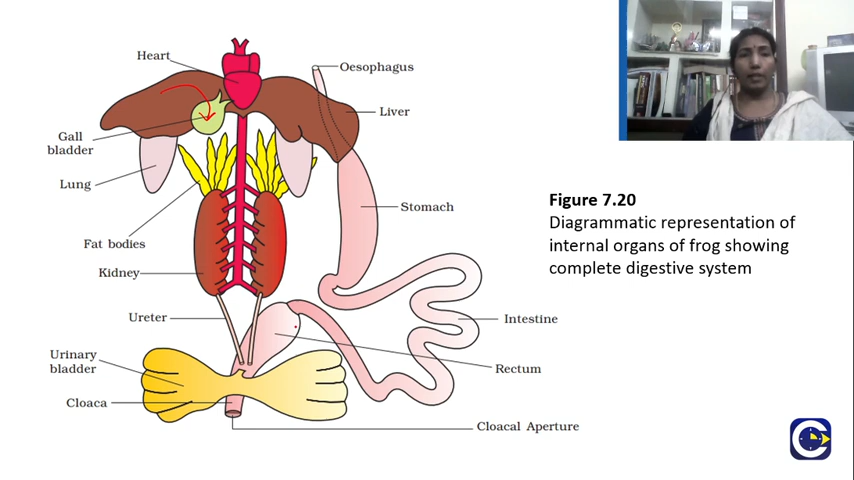 Heart
Oesophagus
Liver
Gall
bladder
Lung
Stomach
Fat bodies
Kidney
Ureter
Intestine
Urinary
bladder
Rectum
Cloaca
Cloacal Aperture
Figure 7.20
Diagrammatic representation of
internal organs of frog showing
complete digestive system